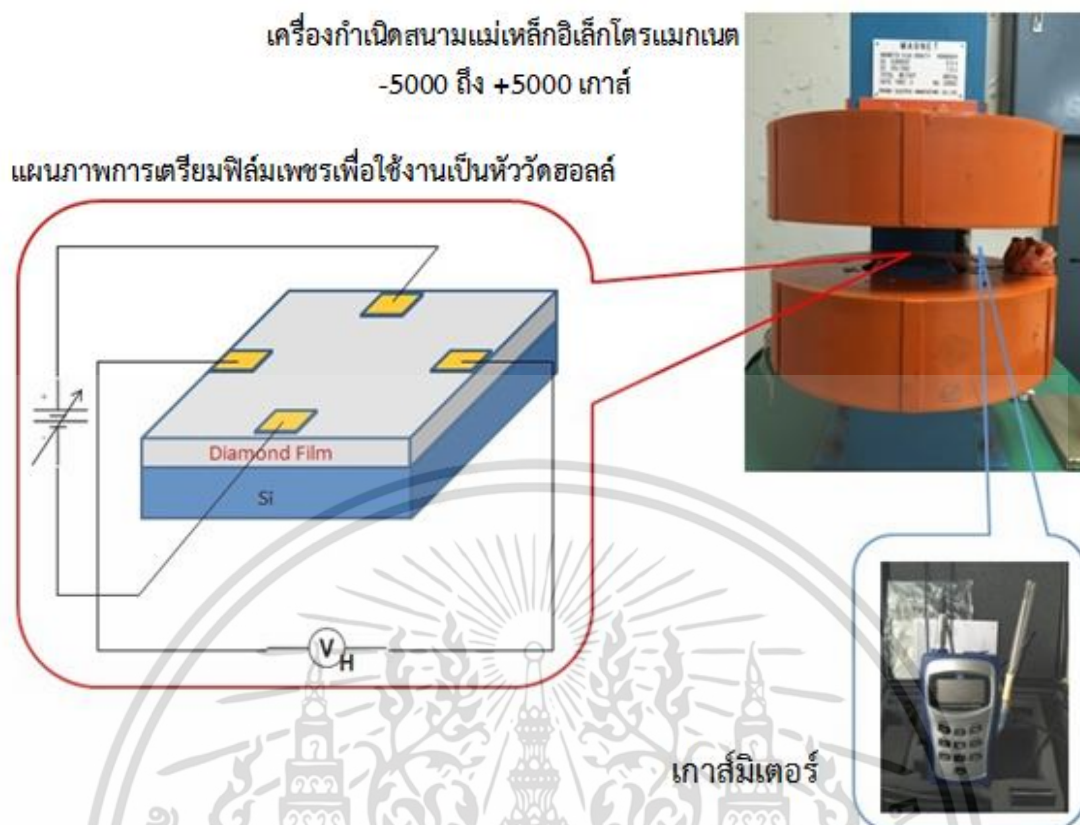 เครื่องกำเนิดสนามแม่เหล็กอิเล็กโตรแมกเนต
-5000 ถึง +5000 เกาส์
แผนภาพการเตรียมฟิล์มเพชรเพื่อใช้งานเป็นหัววัดฮอลล์
MAGNET
+
-
Diamond Film
Si
V
H
เกาส์มิเตอร์